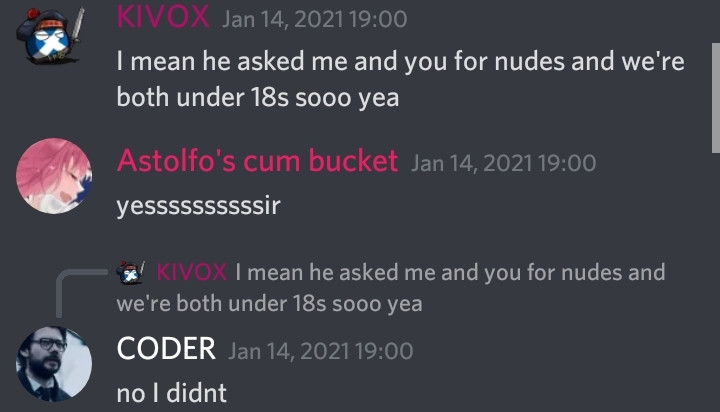 KIVOX Jan 14, 2021 19:00
I mean he asked me and you for nudes and we're
both under 18s sooo yea
Astolfo's cum bucket Jan 14, 2021 19:00
yesssssssssssir
KIVOX I mean he asked me and you for nudes and
we're both under 18s sooo yea
CODER Jan 14, 2021 19:00
no I didnt